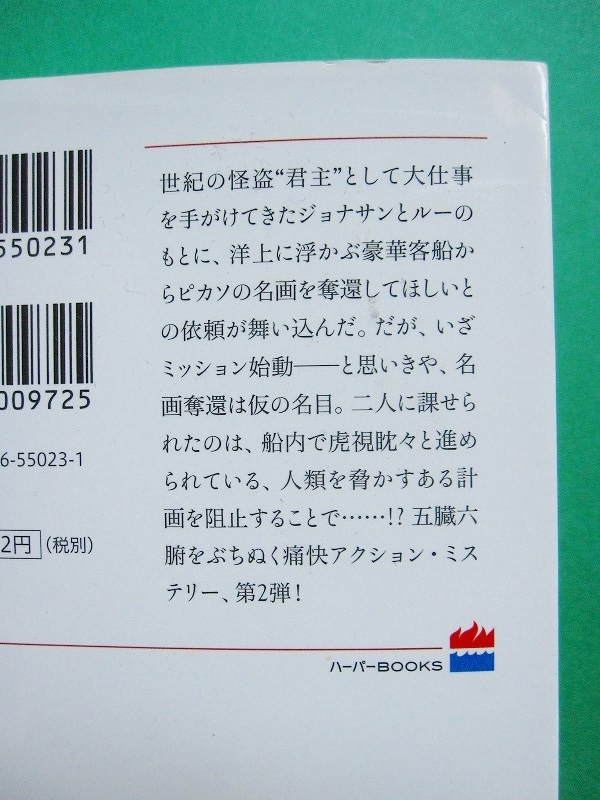 550231
009725
6-55023-1
2円 (税別)
世紀の怪盗“君主”として大仕事
を手がけてきたジョナサンとルーの
もとに、洋上に浮かぶ豪華客船か
らピカソの名画を奪還してほしいと
の依頼が舞い込んだ。だが、いざ
ミッション始動――と思いきや、名
画奪還は仮の名目。二人に課せら
れたのは、船内で虎視眈々と進め
られている、人類を脅かすある計
画を阻止することで……!? 五臓六
腑をぶちぬく痛快アクション・ミス
テリー、第2弾!
ハーパーBOOKS